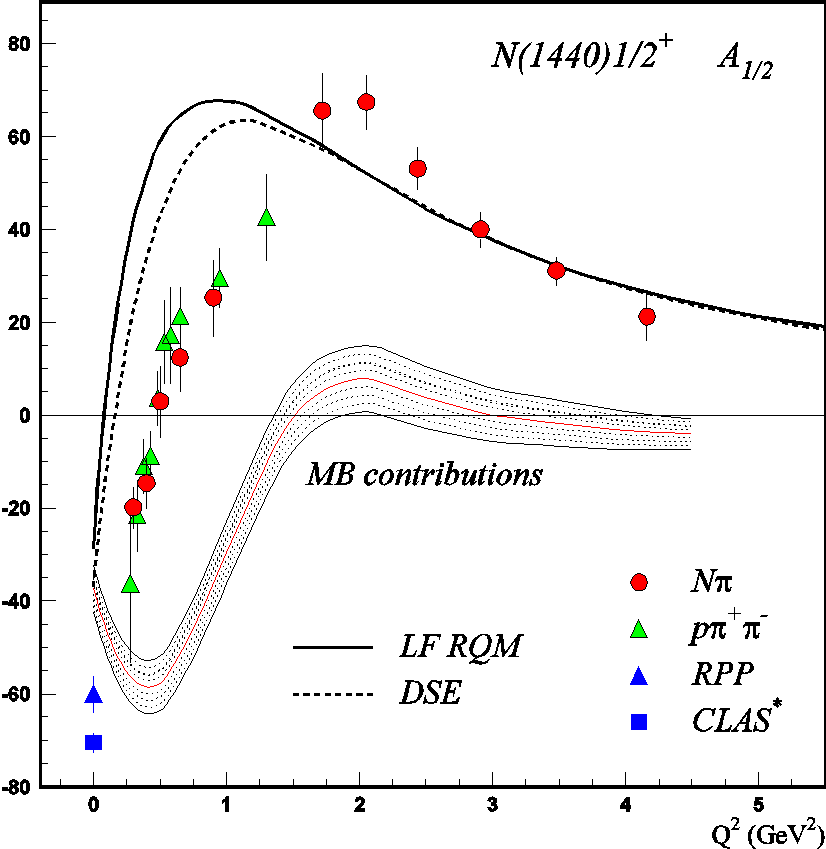 N(1440)1/2⁺ A₁/₂
80
60
40
20
0
-20
-40
-60
-80
MB contributions
LF RQM
DSE
Nπ
pπ⁺π⁻
RPP
CLAS*
0 1 2 3 4 5
Q² (GeV²)